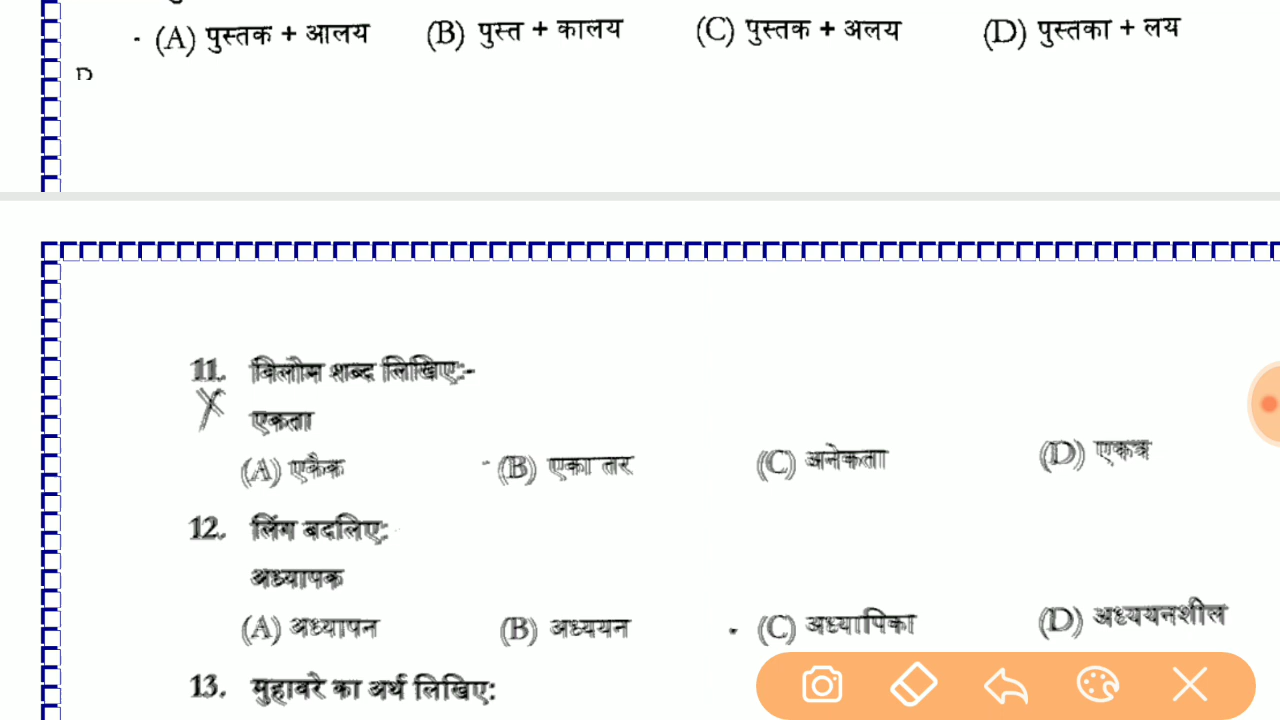 (A) पुस्तक + आलय (B) पुस्त + कालय (C) पुस्तक + अलय (D) पुस्तका + लय
D
11. विलोम शब्द लिखिए:-
एकता
(A) एकैक (B) एका तर (C) अनेकता (D) एकत्र
12. लिंग बदलिए:
अध्यापक
(A) अध्यापन (B) अध्ययन (C) अध्यापिका (D) अध्ययनशील
13. मुहावरे का अर्थ लिखिए: